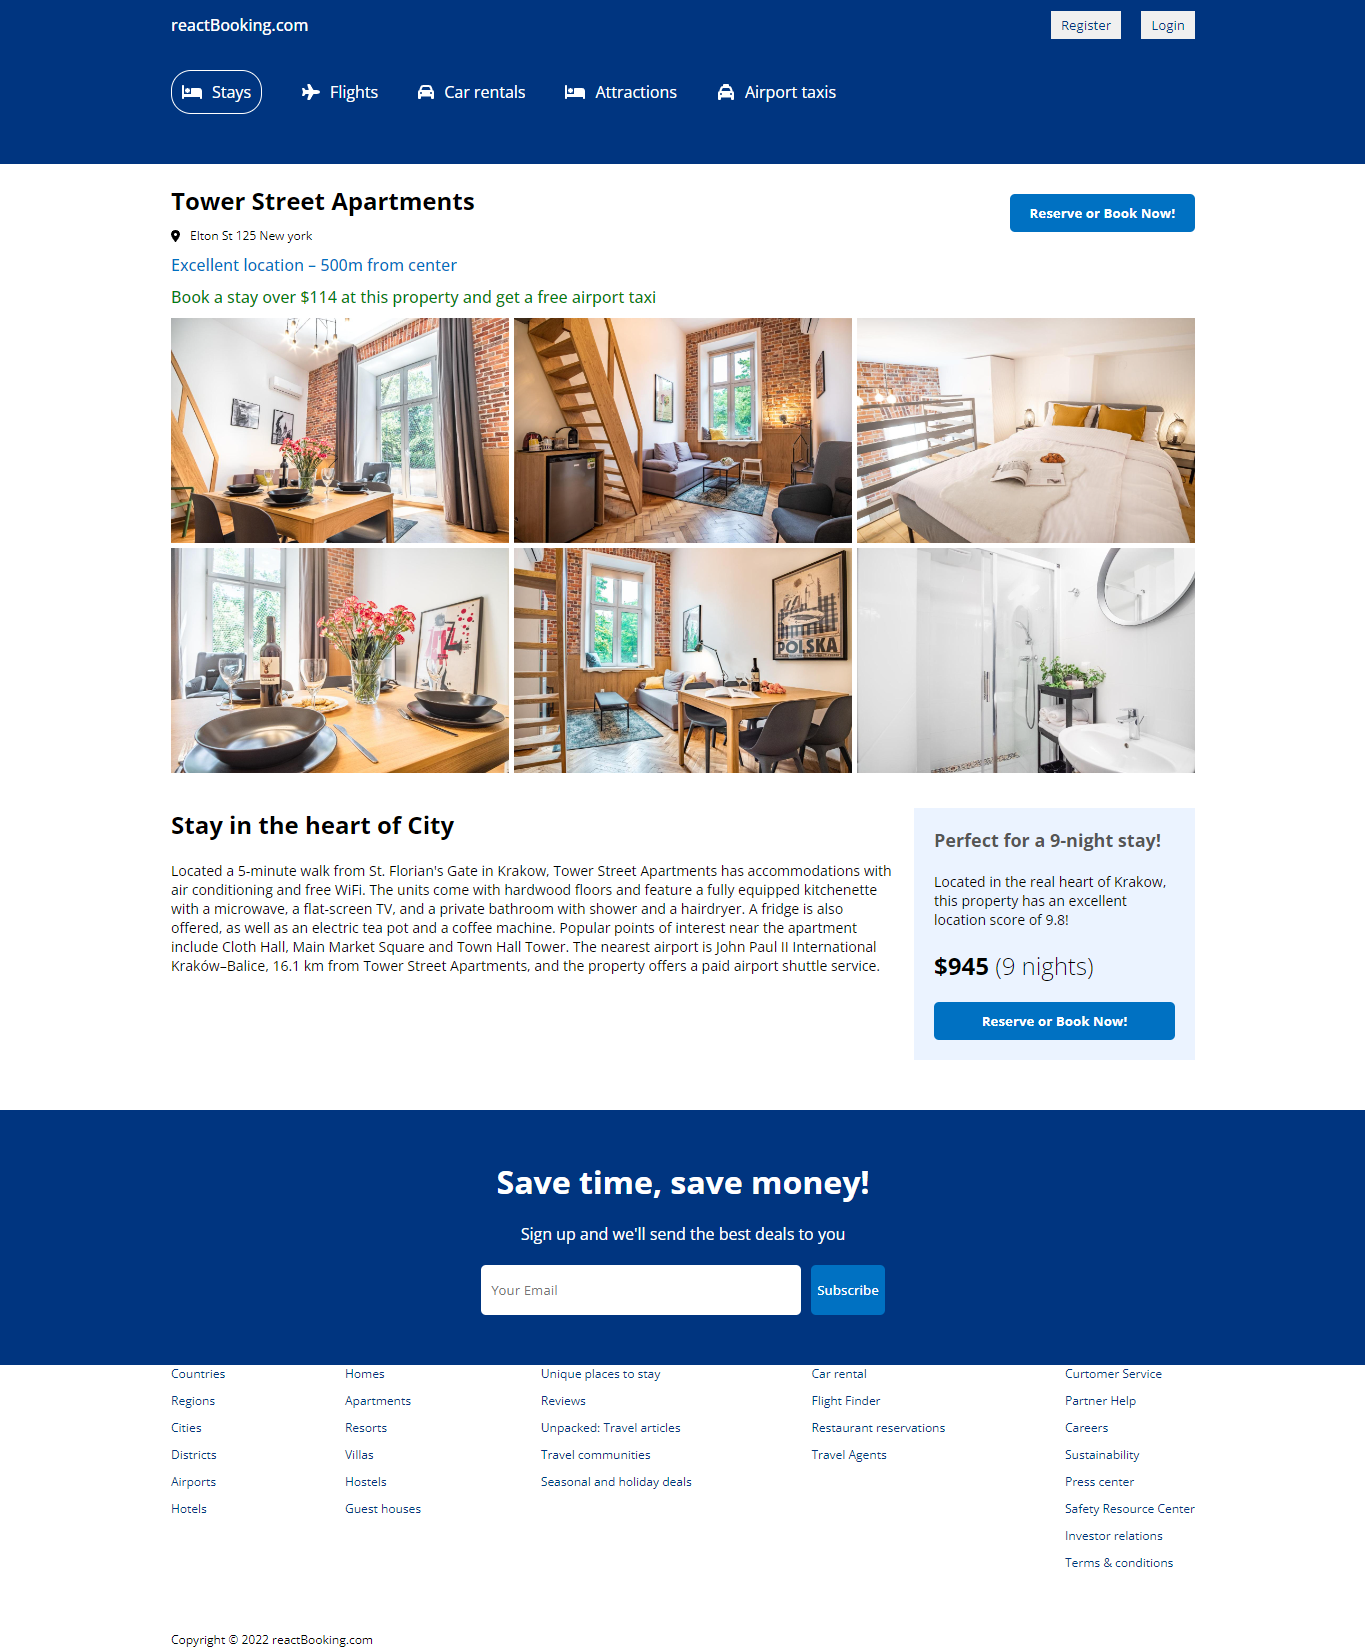 reactBooking.com
Register
Login
Stays
Flights
Car rentals
Attractions
Airport taxis
Tower Street Apartments
Reserve or Book Now!
Elton St 125 New york
Excellent location – 500m from center
Book a stay over $114 at this property and get a free airport taxi
POLSKA
Stay in the heart of City
Located a 5-minute walk from St. Florian's Gate in Krakow, Tower Street Apartments has accommodations with
air conditioning and free WiFi. The units come with hardwood floors and feature a fully equipped kitchenette
with a microwave, a flat-screen TV, and a private bathroom with shower and a hairdryer. A fridge is also
offered, as well as an electric tea pot and a coffee machine. Popular points of interest near the apartment
include Cloth Hall, Main Market Square and Town Hall Tower. The nearest airport is John Paul II International
Kraków–Balice, 16.1 km from Tower Street Apartments, and the property offers a paid airport shuttle service.
Perfect for a 9-night stay!
Located in the real heart of Krakow,
this property has an excellent
location score of 9.8!
$945 (9 nights)
Reserve or Book Now!
Save time, save money!
Sign up and we'll send the best deals to you
Your Email
Subscribe
Countries
Regions
Cities
Districts
Airports
Hotels
Homes
Apartments
Resorts
Villas
Hostels
Guest houses
Unique places to stay
Reviews
Unpacked: Travel articles
Travel communities
Seasonal and holiday deals
Car rental
Flight Finder
Restaurant reservations
Travel Agents
Curtomer Service
Partner Help
Careers
Sustainability
Press center
Safety Resource Center
Investor relations
Terms & conditions
Copyright © 2022 reactBooking.com